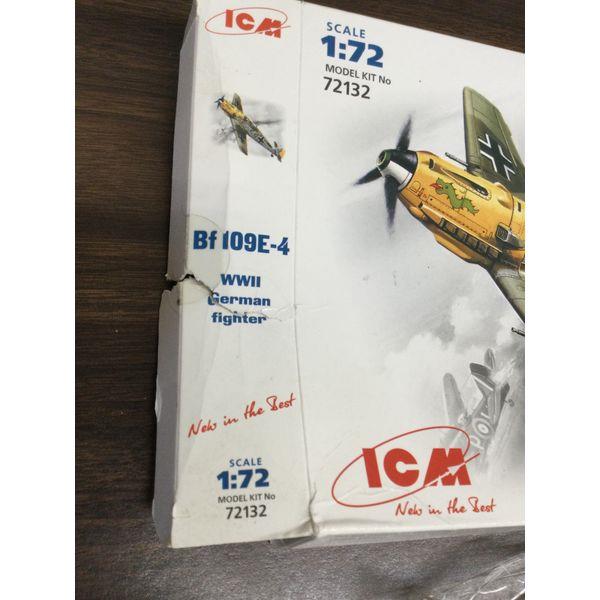 ICM
Bf 109E-4
WWII
German
fighter
New in the Best
SCALE
1:72
MODEL KIT No
72132
SCALE
1:72
MODEL KIT No
72132
ICM
New in the Best